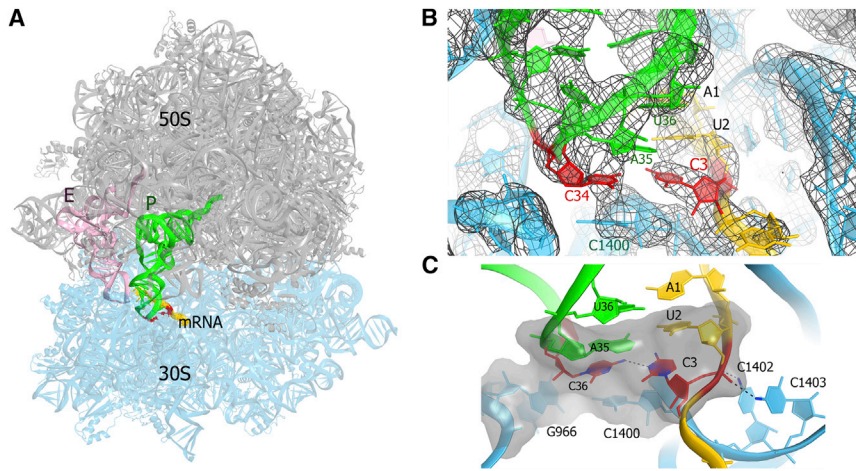 A
50S
E
P
mRNA
30S
B
A1
U36
U2
A35
C3
C34
C1400
C
A1
U36
U2
A35
C3
C1402
C36
C1403
G966
C1400